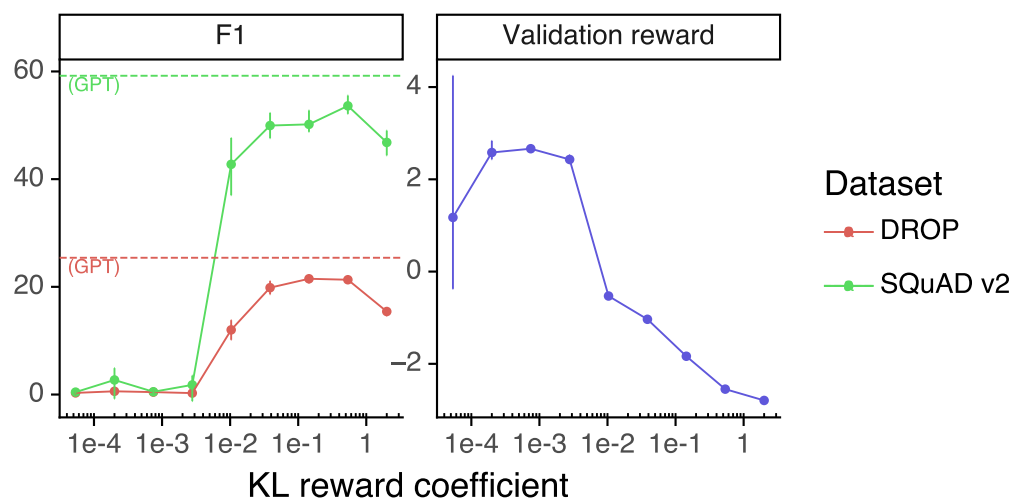 F1
Validation reward
60
40
20
0
(GPT)
(GPT)
4
2
0
−2
1e-4 1e-3 1e-2 1e-1 1
1e-4 1e-3 1e-2 1e-1 1
KL reward coefficient
Dataset
DROP
SQuAD v2